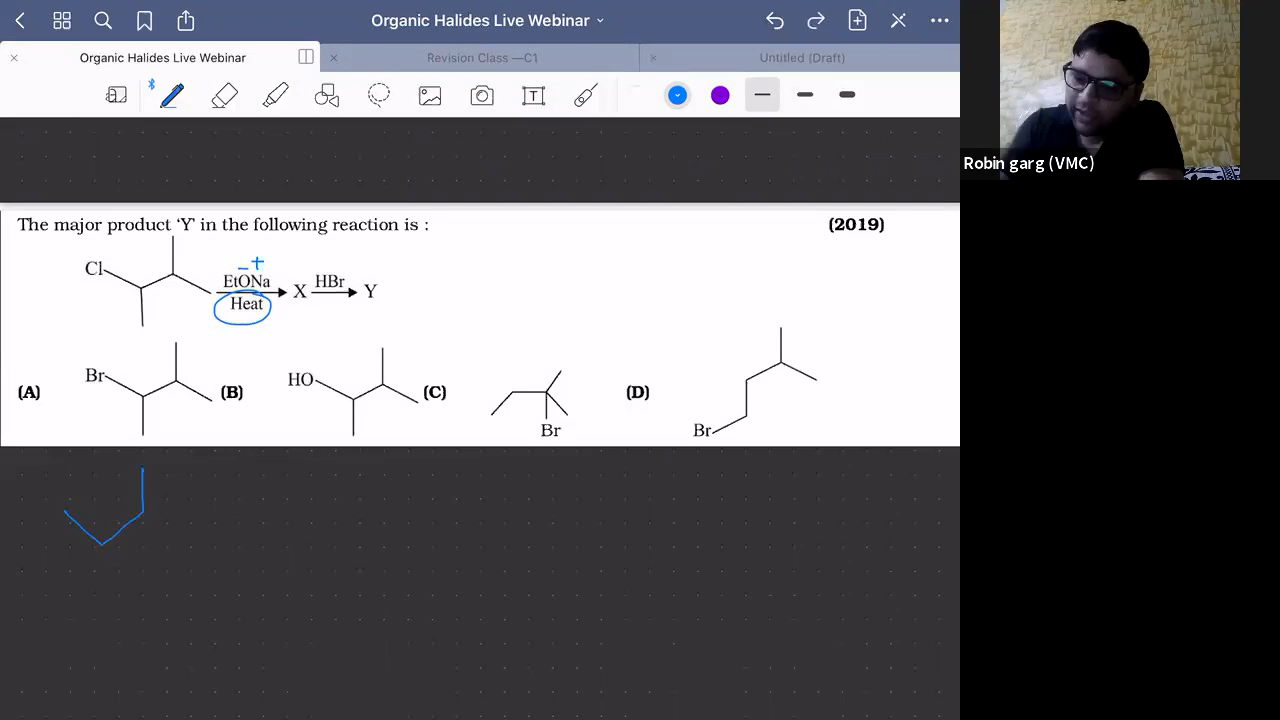 Organic Halides Live Webinar
Organic Halides Live Webinar
Revision Class —C1
Untitled (Draft)
T
Robin garg (VMC)
The major product ‘Y’ in the following reaction is : (2019)
Cl
− +
EtONa
Heat
X
HBr
Y
(A) Br
(B) HO
(C) Br
(D) Br